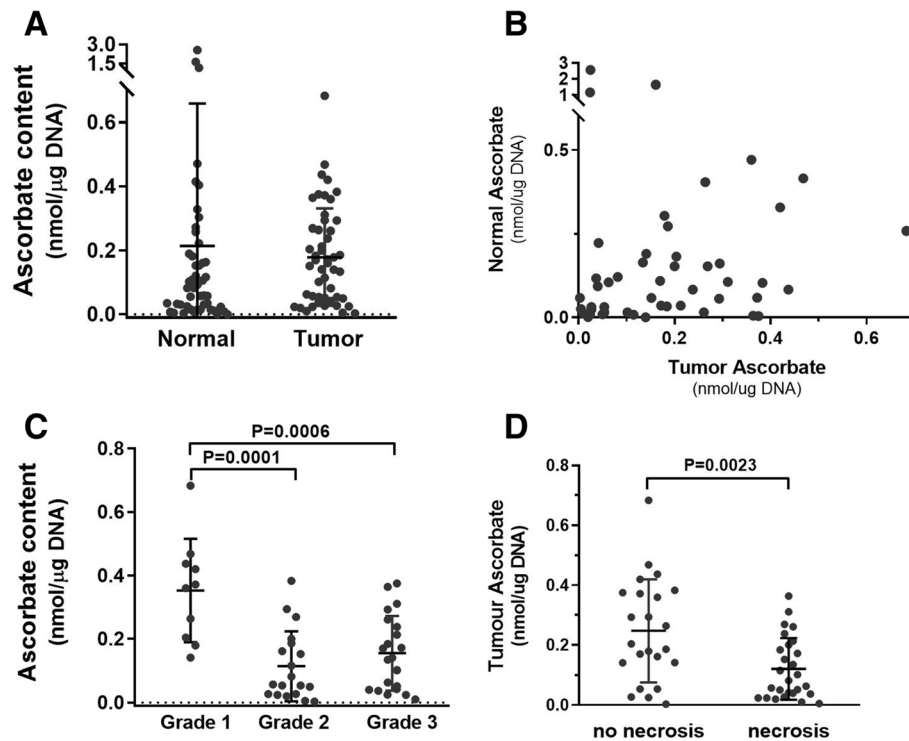 A
Ascorbate content
(nmol/μg DNA)
3.0
1.5
0.6
0.4
0.2
0.0
Normal
Tumor
B
Normal Ascorbate
(nmol/ug DNA)
3
2
1
0.5
0.0
0.0
0.2
0.4
0.6
Tumor Ascorbate
(nmol/ug DNA)
C
Ascorbate content
(nmol/μg DNA)
0.8
0.6
0.4
0.2
0.0
P=0.0006
P=0.0001
Grade 1
Grade 2
Grade 3
D
Tumour Ascorbate
(nmol/ug DNA)
0.8
0.6
0.4
0.2
0.0
P=0.0023
no necrosis
necrosis